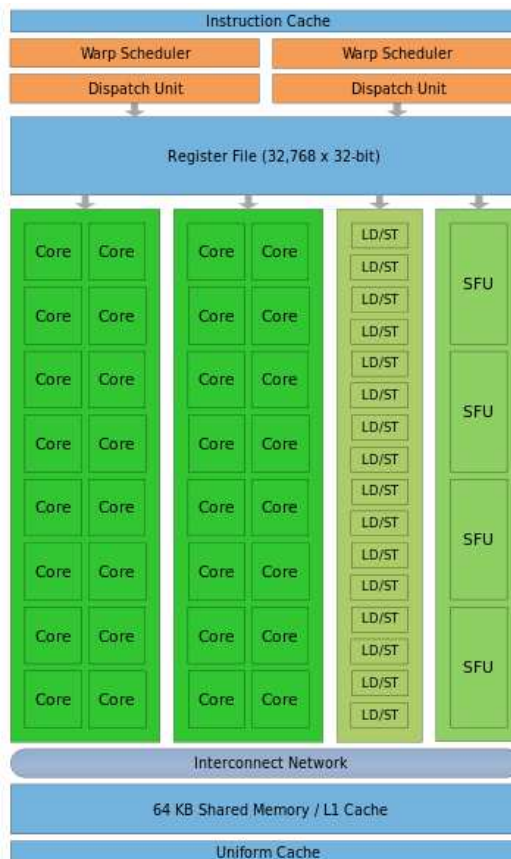 Instruction Cache
Warp Scheduler Warp Scheduler
Dispatch Unit Dispatch Unit
Register File (32,768 x 32-bit)
Core Core Core Core LD/ST SFU
LD/ST
Core Core Core Core LD/ST
LD/ST
Core Core Core Core LD/ST SFU
LD/ST
Core Core Core Core LD/ST
LD/ST
Core Core Core Core LD/ST SFU
LD/ST
Core Core Core Core LD/ST
LD/ST
Core Core Core Core LD/ST SFU
LD/ST
Core Core Core Core LD/ST
LD/ST
Interconnect Network
64 KB Shared Memory / L1 Cache
Uniform Cache